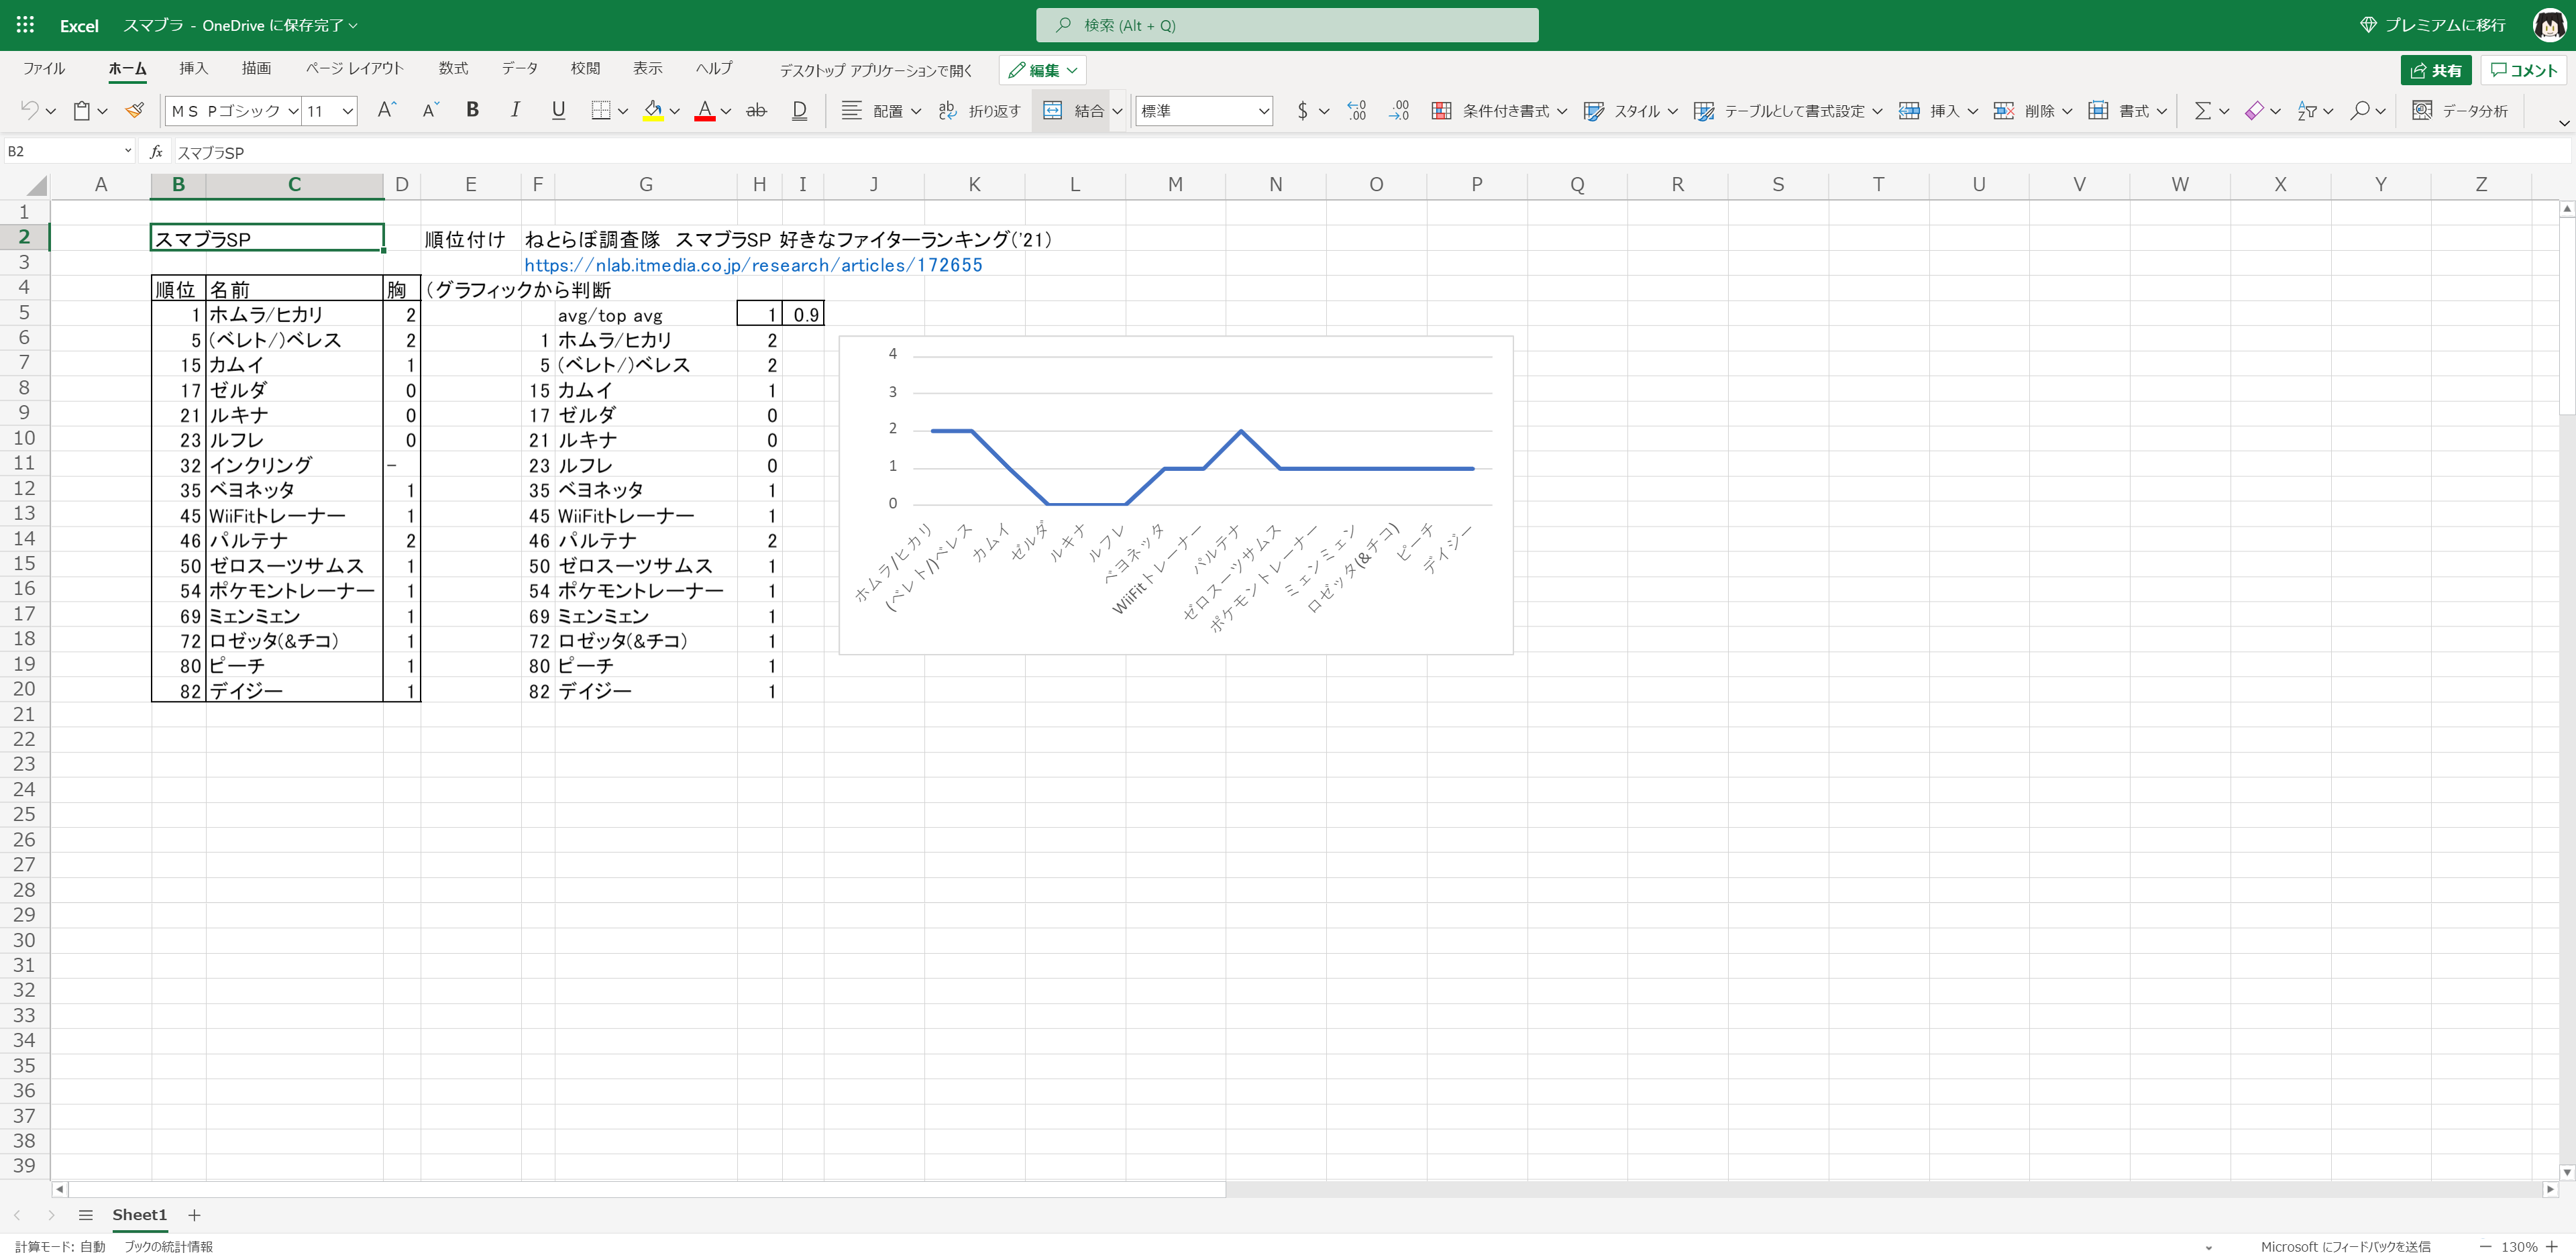 Excel スマブラ - OneDrive に保存完了
検索 (Alt + Q)
プレミアムに移行
ファイル ホーム 挿入 描画 ページ レイアウト 数式 データ 校閲 表示 ヘルプ デスクトップ アプリケーションで開く 編集
共有 コメント
ＭＳ Ｐゴシック 11 A A B I U A ab D 配置 ab 折り返す 結合 標準 $ .0 .00 .00 .0 条件付き書式 スタイル テーブルとして書式設定 挿入 削除 書式 Σ データ分析
B2 fx スマブラSP
A B C D E F G H I J K L M N O P Q R S T U V W X Y Z
1
2 スマブラSP 順位付け ねとらぼ調査隊 スマブラSP 好きなファイターランキング('21)
3 https://nlab.itmedia.co.jp/research/articles/172655
4 順位 名前 胸 (グラフィックから判断
5 1 ホムラ/ヒカリ 2 avg/top avg 1 0.9
6 5 (ベレト/)ベレス 2 1 ホムラ/ヒカリ 2
7 15 カムイ 1 5 (ベレト/)ベレス 2
8 17 ゼルダ 0 15 カムイ 1
9 21 ルキナ 0 17 ゼルダ 0
10 23 ルフレ 0 21 ルキナ 0
11 32 インクリング - 23 ルフレ 0
12 35 ベヨネッタ 1 35 ベヨネッタ 1
13 45 WiiFitトレーナー 1 45 WiiFitトレーナー 1
14 46 パルテナ 2 46 パルテナ 2
15 50 ゼロスーツサムス 1 50 ゼロスーツサムス 1
16 54 ポケモントレーナー 1 54 ポケモントレーナー 1
17 69 ミェンミェン 1 69 ミェンミェン 1
18 72 ロゼッタ(&チコ) 1 72 ロゼッタ(&チコ) 1
19 80 ピーチ 1 80 ピーチ 1
20 82 デイジー 1 82 デイジー 1
4
3
2
1
0
ホムラ/ヒカリ
(ベレト/)ベレス
カムイ
ゼルダ
ルキナ
ルフレ
ベヨネッタ
WiiFitトレーナー
パルテナ
ゼロスーツサムス
ポケモントレーナー
ミェンミェン
ロゼッタ(&チコ)
ピーチ
デイジー
21
22
23
24
25
26
27
28
29
30
31
32
33
34
35
36
37
38
39
Sheet1
計算モード: 自動 ブックの統計情報
Microsoft にフィードバックを送信 130%